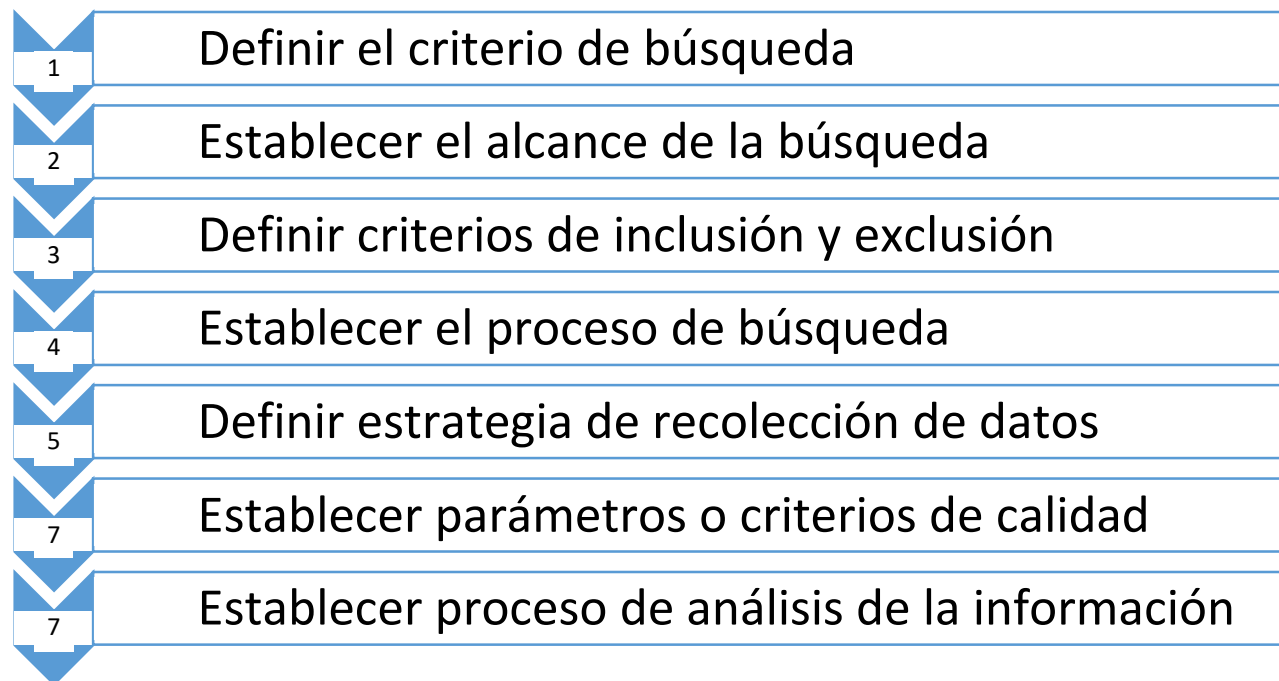 1 Definir el criterio de búsqueda
2 Establecer el alcance de la búsqueda
3 Definir criterios de inclusión y exclusión
4 Establecer el proceso de búsqueda
5 Definir estrategia de recolección de datos
7 Establecer parámetros o criterios de calidad
7 Establecer proceso de análisis de la información